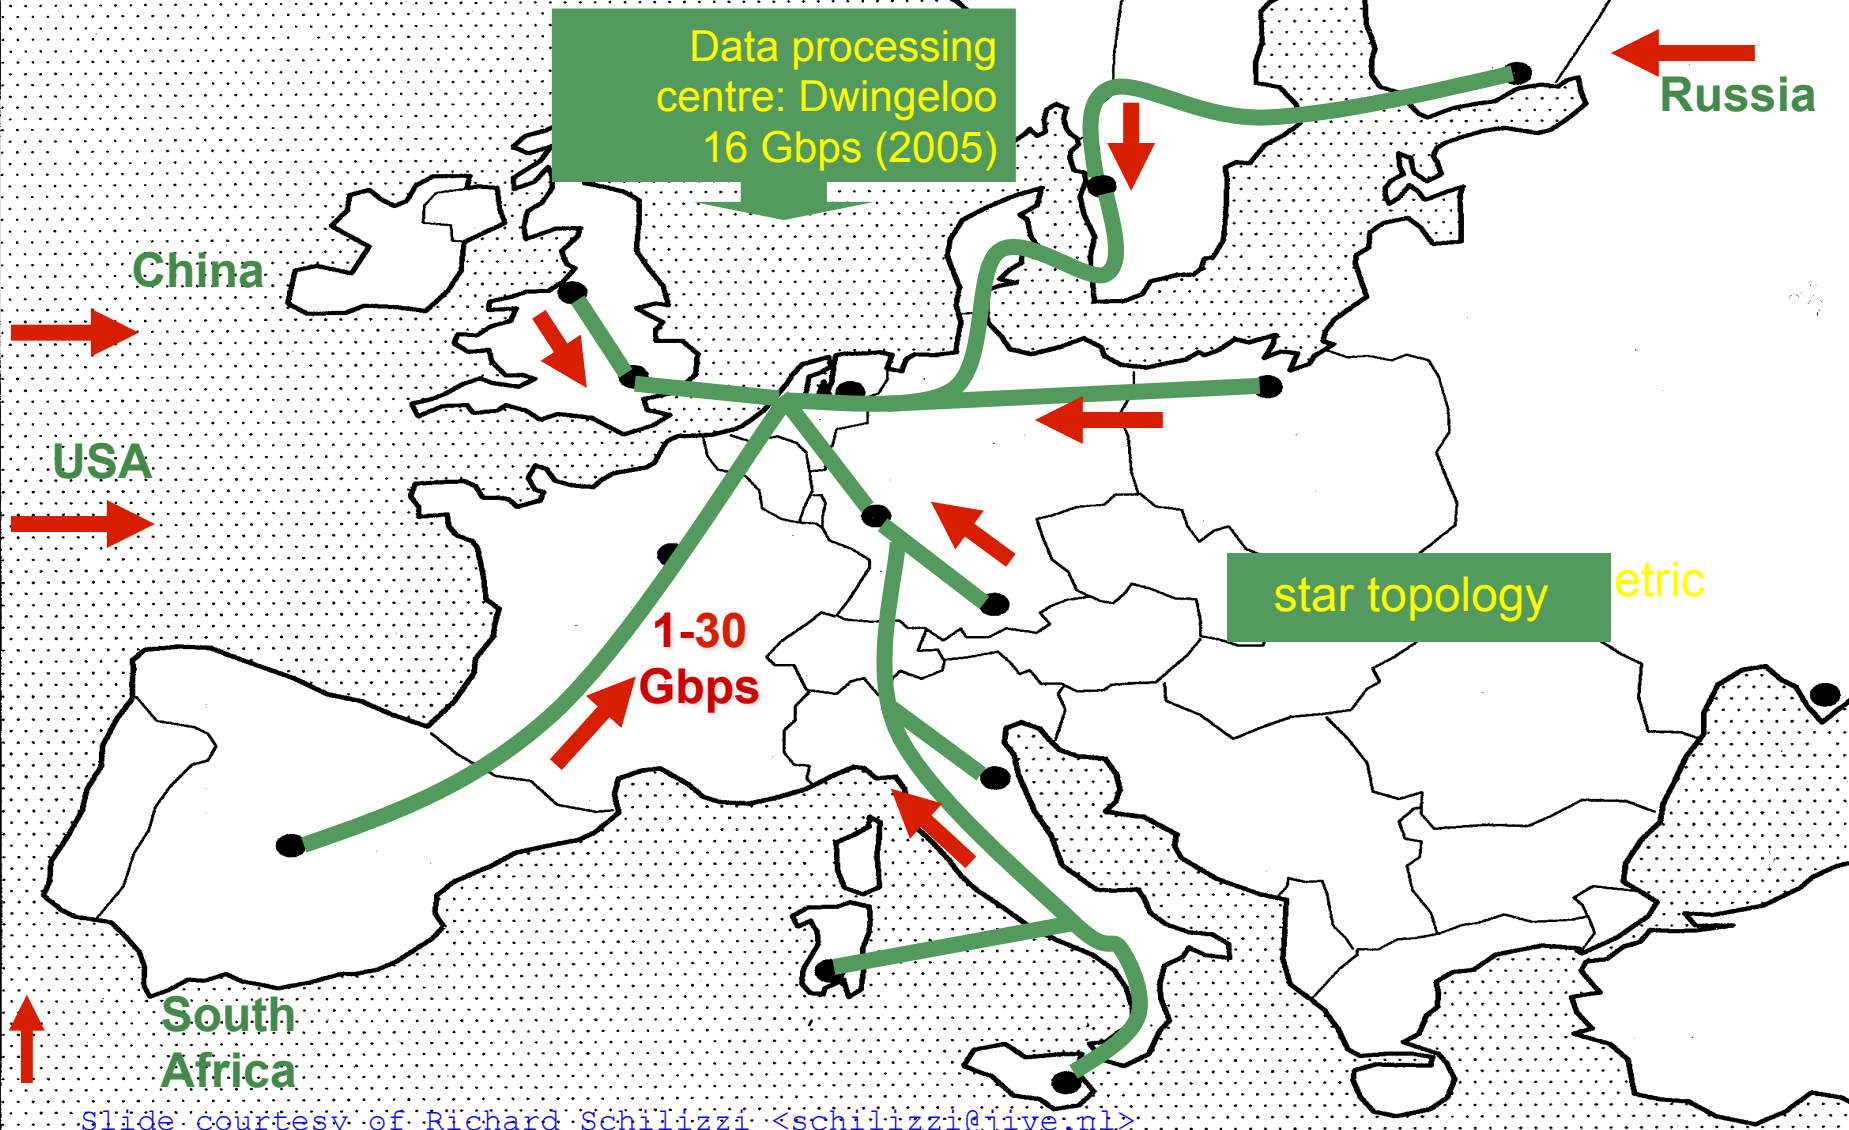 Data processing
centre: Dwingeloo
16 Gbps (2005)
Russia
China
USA
star topology
etric
1-30
Gbps
South
Africa
Slide courtesy of Richard Schilizzi <schilizzi@jive.nl>